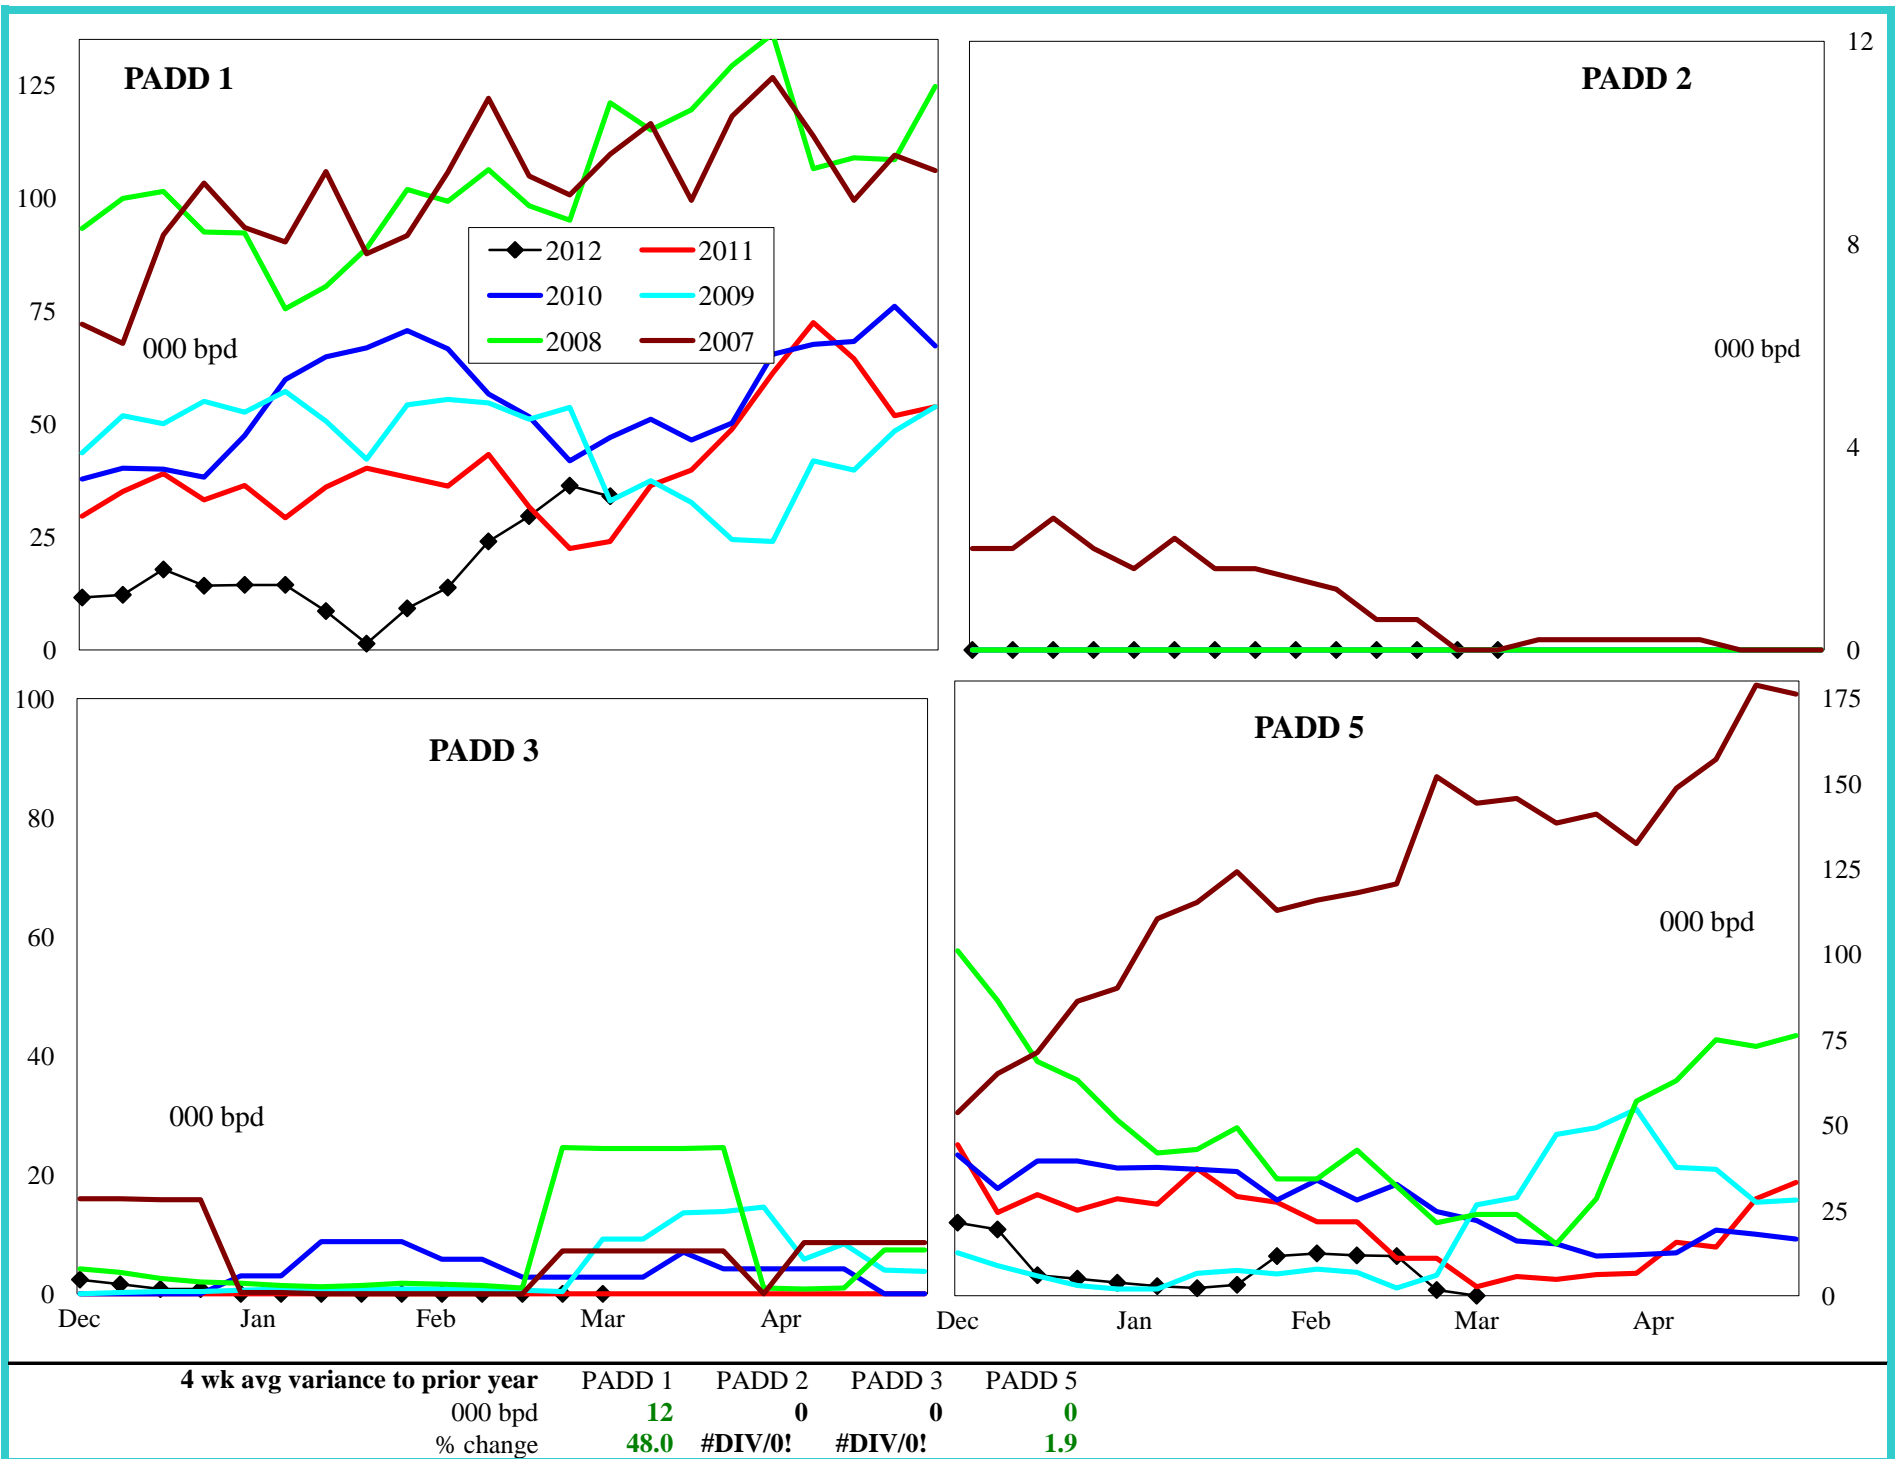 PADD 1
125
100
75
50
25
0
000 bpd
2012 2011
2010 2009
2008 2007
PADD 2
12
8
4
0
000 bpd
PADD 3
100
80
60
40
20
0
000 bpd
Dec Jan Feb Mar Apr
PADD 5
175
150
125
100
75
50
25
0
000 bpd
Dec Jan Feb Mar Apr
4 wk avg variance to prior year PADD 1 PADD 2 PADD 3 PADD 5
000 bpd 12 0 0 0
% change 48.0 #DIV/0! #DIV/0! 1.9